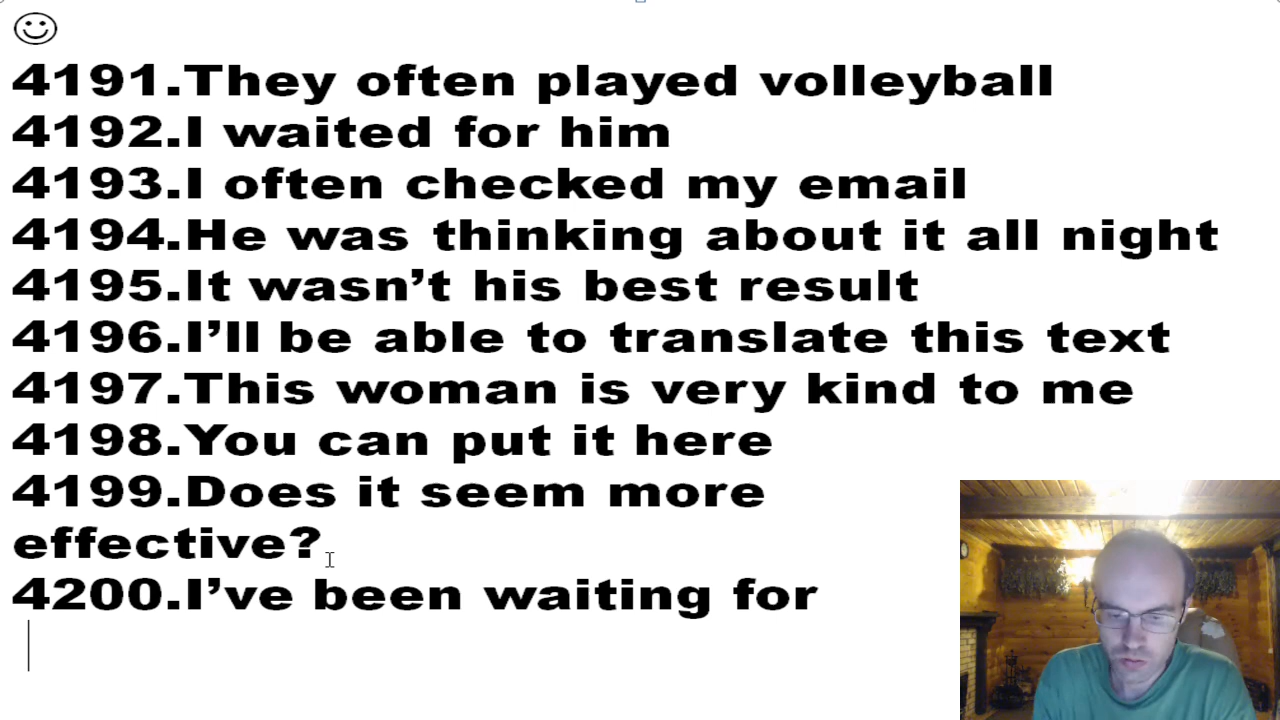 4191.They often played volleyball
4192.I waited for him
4193.I often checked my email
4194.He was thinking about it all night
4195.It wasn’t his best result
4196.I’ll be able to translate this text
4197.This woman is very kind to me
4198.You can put it here
4199.Does it seem more
effective?
4200.I’ve been waiting for